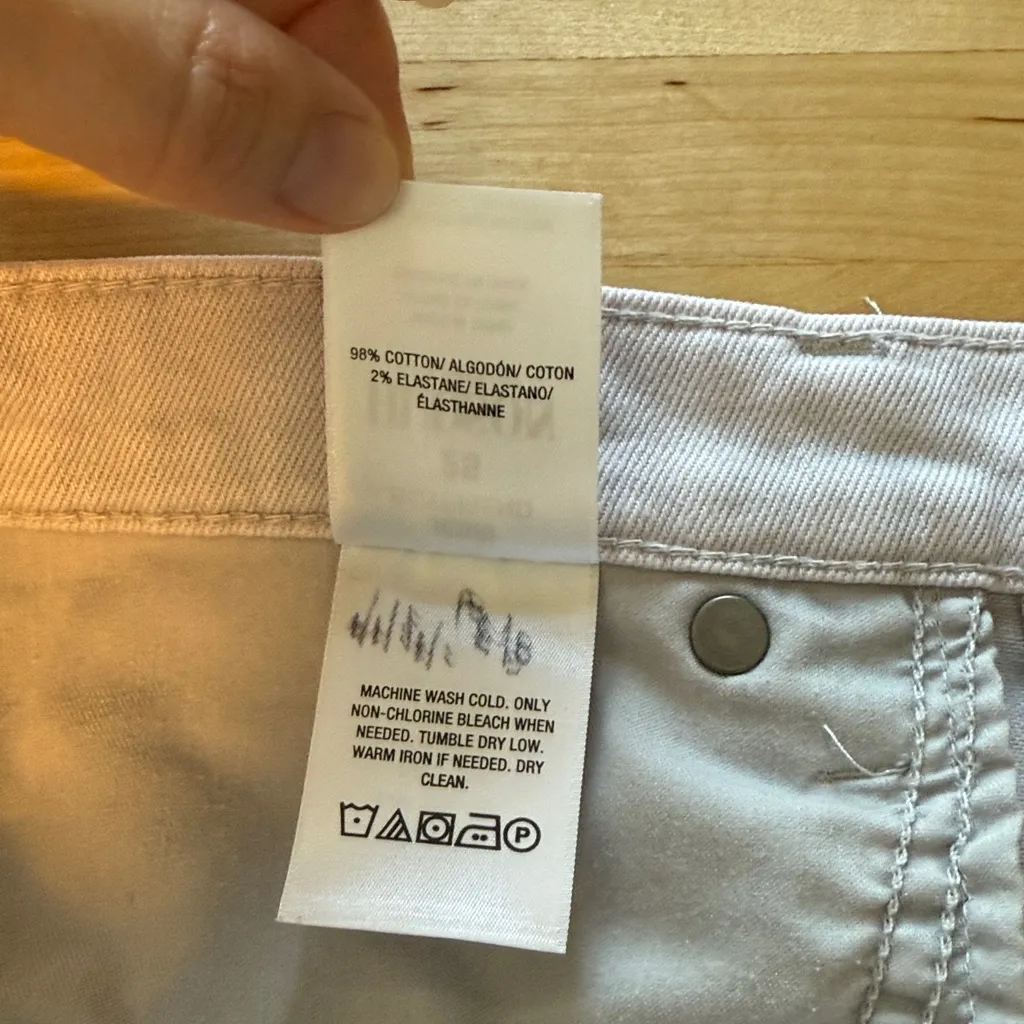 98% COTTON/ ALGODÓN/ COTON
2% ELASTANE/ ELASTANO/
ÉLASTHANNE
MACHINE WASH COLD. ONLY
NON-CHLORINE BLEACH WHEN
NEEDED. TUMBLE DRY LOW.
WARM IRON IF NEEDED. DRY
CLEAN.
P